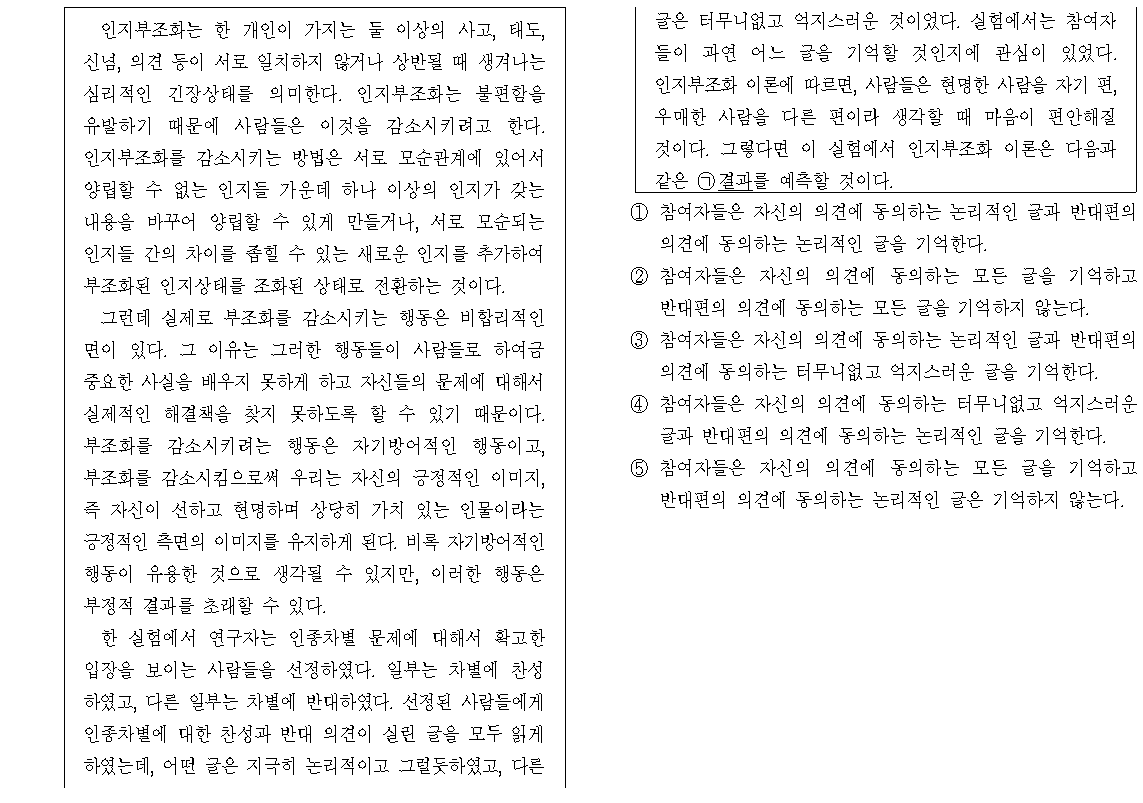 인지부조화는 한 개인이 가지는 둘 이상의 사고, 태도,
신념, 의견 등이 서로 일치하지 않거나 상반될 때 생겨나는
심리적인 긴장상태를 의미한다. 인지부조화는 불편함을
유발하기 때문에 사람들은 이것을 감소시키려고 한다.
인지부조화를 감소시키는 방법은 서로 모순관계에 있어서
양립할 수 없는 인지들 가운데 하나 이상의 인지가 갖는
내용을 바꾸어 양립할 수 있게 만들거나, 서로 모순되는
인지들 간의 차이를 좁힐 수 있는 새로운 인지를 추가하여
부조화된 인지상태를 조화된 상태로 전환하는 것이다.
그런데 실제로 부조화를 감소시키는 행동은 비합리적인
면이 있다. 그 이유는 그러한 행동들이 사람들로 하여금
중요한 사실을 배우지 못하게 하고 자신들의 문제에 대해서
실제적인 해결책을 찾지 못하도록 할 수 있기 때문이다.
부조화를 감소시키려는 행동은 자기방어적인 행동이고,
부조화를 감소시킴으로써 우리는 자신의 긍정적인 이미지,
즉 자신이 선하고 현명하며 상당히 가치 있는 인물이라는
긍정적인 측면의 이미지를 유지하게 된다. 비록 자기방어적인
행동이 유용한 것으로 생각될 수 있지만, 이러한 행동은
부정적 결과를 초래할 수 있다.
한 실험에서 연구자는 인종차별 문제에 대해서 확고한
입장을 보이는 사람들을 선정하였다. 일부는 차별에 찬성
하였고, 다른 일부는 차별에 반대하였다. 선정된 사람들에게
인종차별에 대한 찬성과 반대 의견이 실린 글을 모두 읽게
하였는데, 어떤 글은 지극히 논리적이고 그럴듯하였고, 다른
글은 터무니없고 억지스러운 것이었다. 실험에서는 참여자
들이 과연 어느 글을 기억할 것인지에 관심이 있었다.
인지부조화 이론에 따르면, 사람들은 현명한 사람을 자기 편,
우매한 사람을 다른 편이라 생각할 때 마음이 편안해질
것이다. 그렇다면 이 실험에서 인지부조화 이론은 다음과
같은 ㉠결과를 예측할 것이다.
① 참여자들은 자신의 의견에 동의하는 논리적인 글과 반대편의
의견에 동의하는 논리적인 글을 기억한다.
② 참여자들은 자신의 의견에 동의하는 모든 글을 기억하고
반대편의 의견에 동의하는 모든 글을 기억하지 않는다.
③ 참여자들은 자신의 의견에 동의하는 논리적인 글과 반대편의
의견에 동의하는 터무니없고 억지스러운 글을 기억한다.
④ 참여자들은 자신의 의견에 동의하는 터무니없고 억지스러운
글과 반대편의 의견에 동의하는 논리적인 글을 기억한다.
⑤ 참여자들은 자신의 의견에 동의하는 모든 글을 기억하고
반대편의 의견에 동의하는 논리적인 글은 기억하지 않는다.